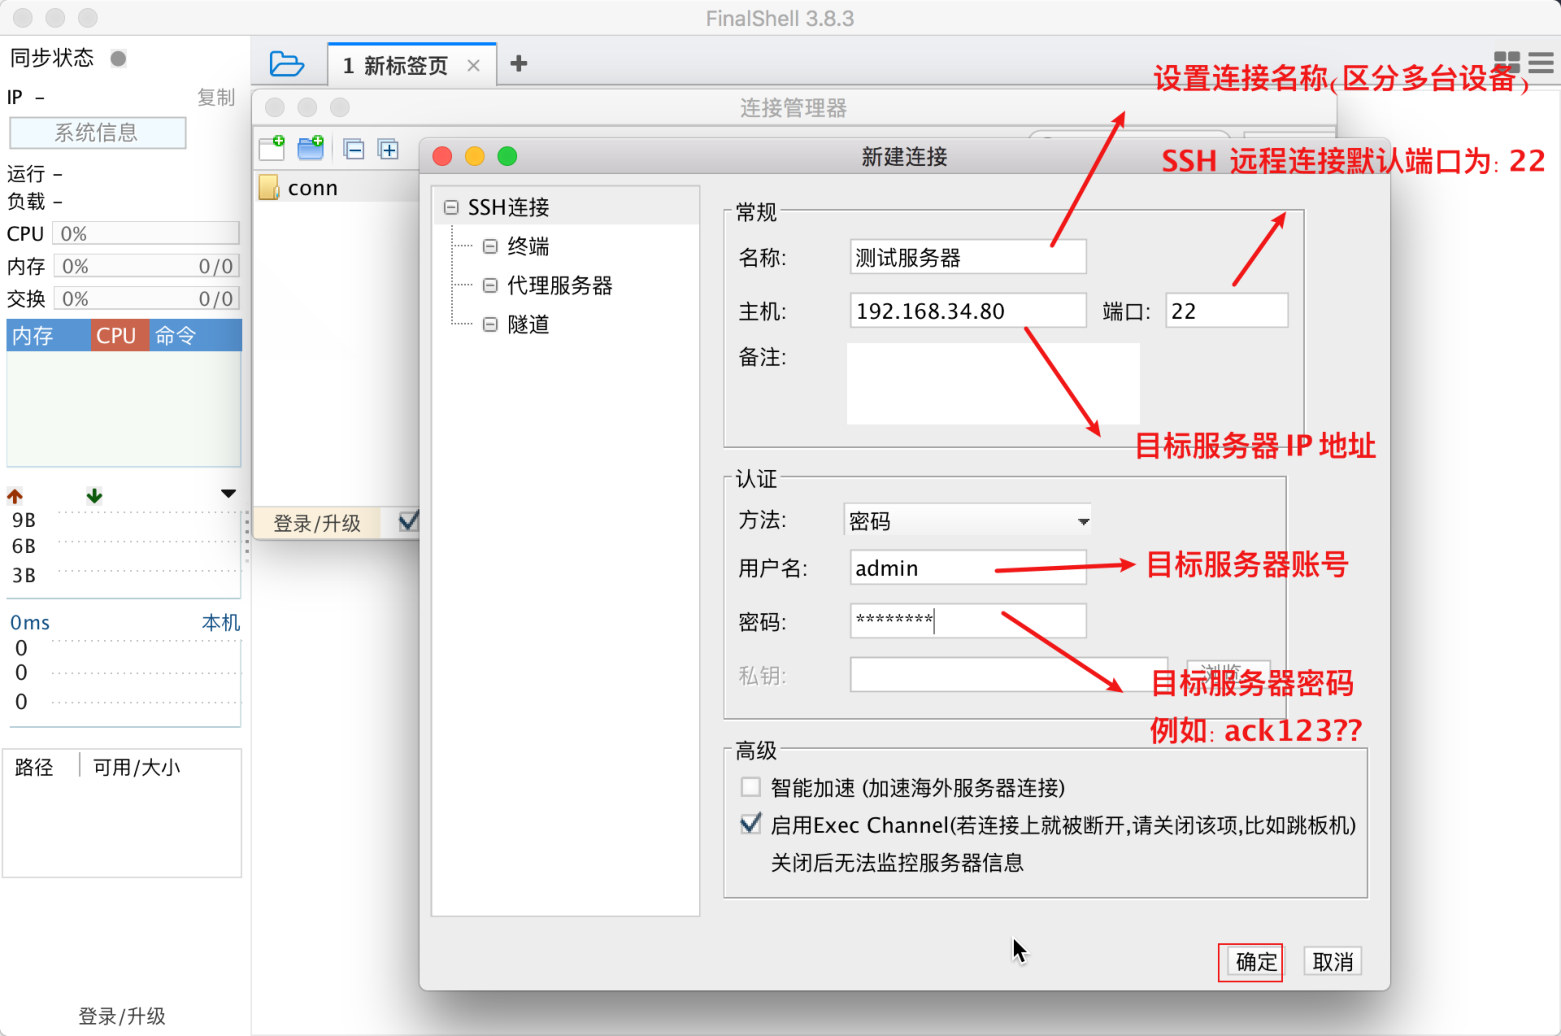 FinalShell 3.8.3
同步状态
IP –
复制
系统信息
运行 –
负载 –
CPU 0%
内存 0% 0/0
交换 0% 0/0
内存 CPU 命令
9B
6B
3B
0ms 本机
0
0
0
路径 可用/大小
登录/升级
1 新标签页
连接管理器
conn
登录/升级
新建连接
SSH连接
终端
代理服务器
隧道
常规
名称: 测试服务器
主机: 192.168.34.80 端口: 22
备注:
认证
方法: 密码
用户名: admin
密码: ********
私钥: 浏览
高级
智能加速 (加速海外服务器连接)
启用Exec Channel(若连接上就被断开,请关闭该项,比如跳板机)
关闭后无法监控服务器信息
确定 取消
设置连接名称(区分多台设备)
SSH 远程连接默认端口为: 22
目标服务器 IP 地址
目标服务器账号
目标服务器密码
例如: ack123??